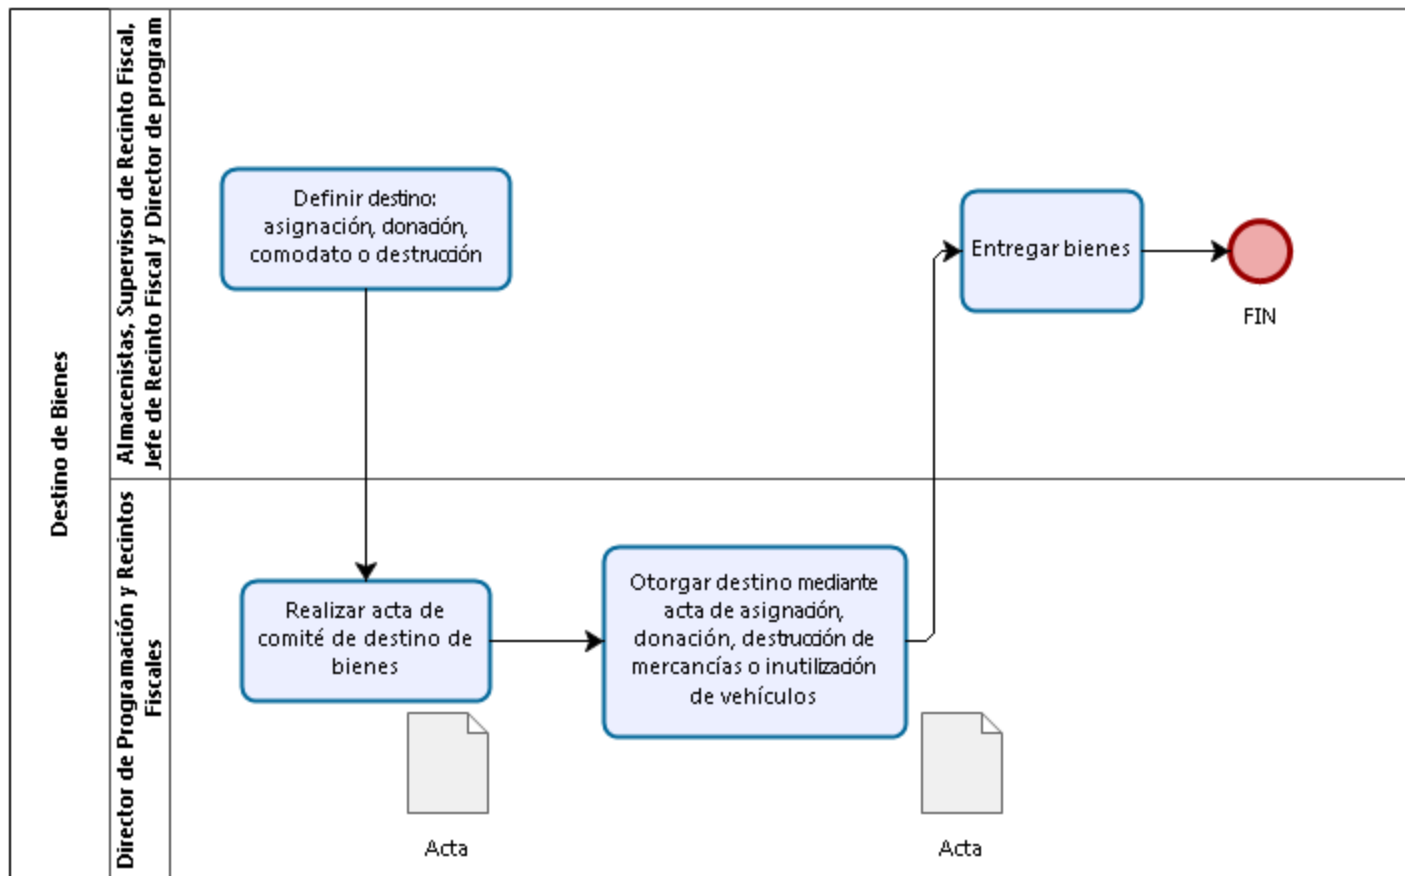 Destino de Bienes
Almacenistas, Supervisor de Recinto Fiscal,
Jefe de Recinto Fiscal y Director de program
Definir destino:
asignación, donación,
comodato o destrucción
Entregar bienes
FIN
Director de Programación y Recintos
Fiscales
Realizar acta de
comité de destino de
bienes
Acta
Otorgar destino mediante
acta de asignación,
donación, destrucción de
mercancías o inutilización
de vehículos
Acta